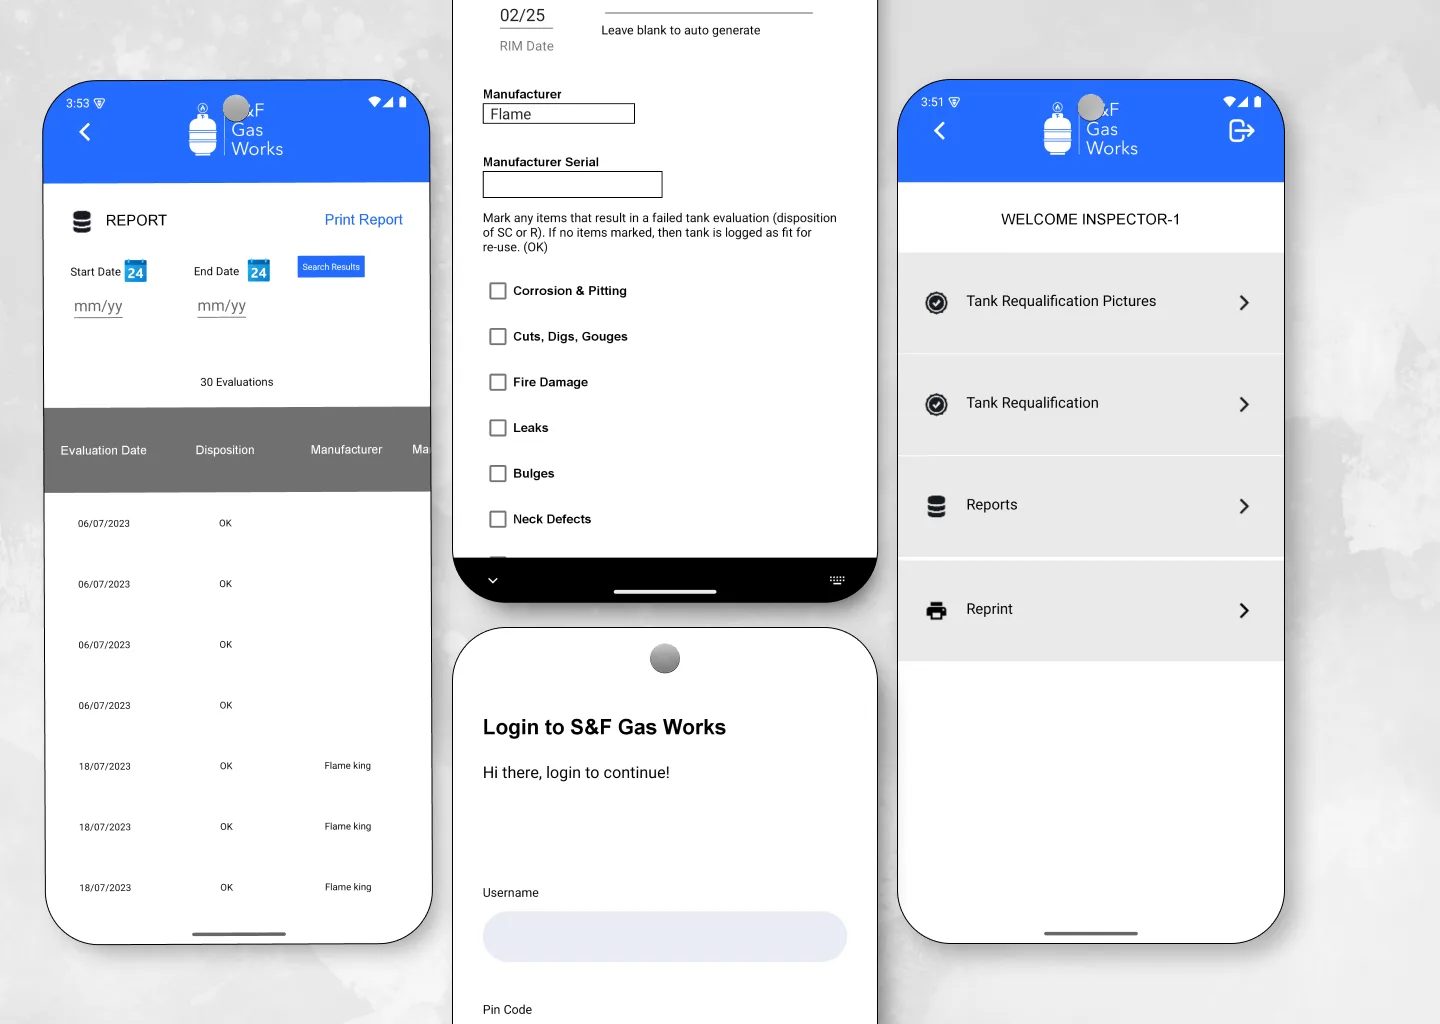 3:53
S&F
Gas
Works
REPORT
Print Report
Start Date 24
End Date 24
Search Results
mm/yy
mm/yy
30 Evaluations
Evaluation Date Disposition Manufacturer Ma
06/07/2023 OK
06/07/2023 OK
06/07/2023 OK
06/07/2023 OK
18/07/2023 OK Flame king
18/07/2023 OK Flame king
18/07/2023 OK Flame king
02/25
RIM Date
Leave blank to auto generate
Manufacturer
Flame
Manufacturer Serial
Mark any items that result in a failed tank evaluation (disposition
of SC or R). If no items marked, then tank is logged as fit for
re-use. (OK)
Corrosion & Pitting
Cuts, Digs, Gouges
Fire Damage
Leaks
Bulges
Neck Defects
Login to S&F Gas Works
Hi there, login to continue!
Username
Pin Code
3:51
S&F
Gas
Works
WELCOME INSPECTOR-1
Tank Requalification Pictures
Tank Requalification
Reports
Reprint